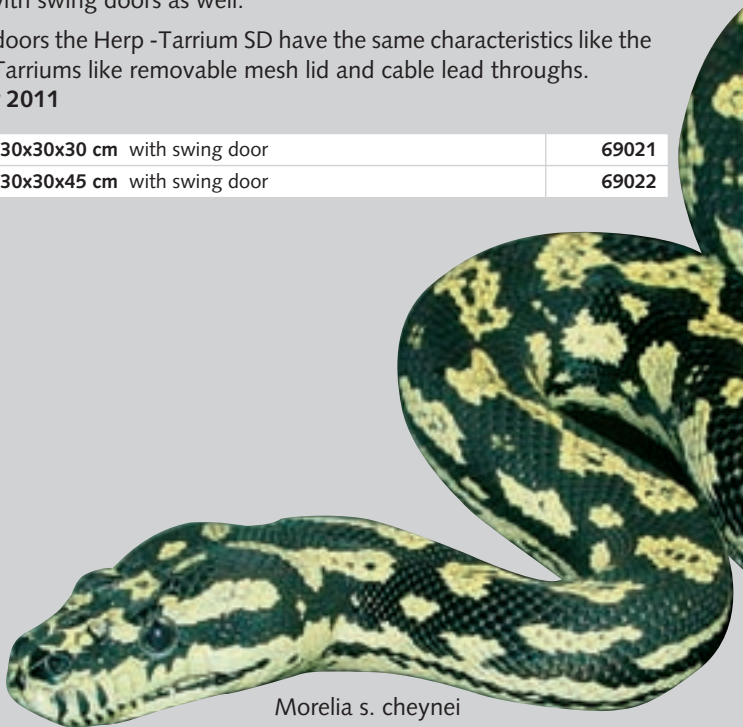 with swing doors as well.
doors the Herp -Tarrium SD have the same characteristics like the
Tarriums like removable mesh lid and cable lead throughs.
2011
30x30x30 cm with swing door 69021
30x30x45 cm with swing door 69022
Morelia s. cheynei